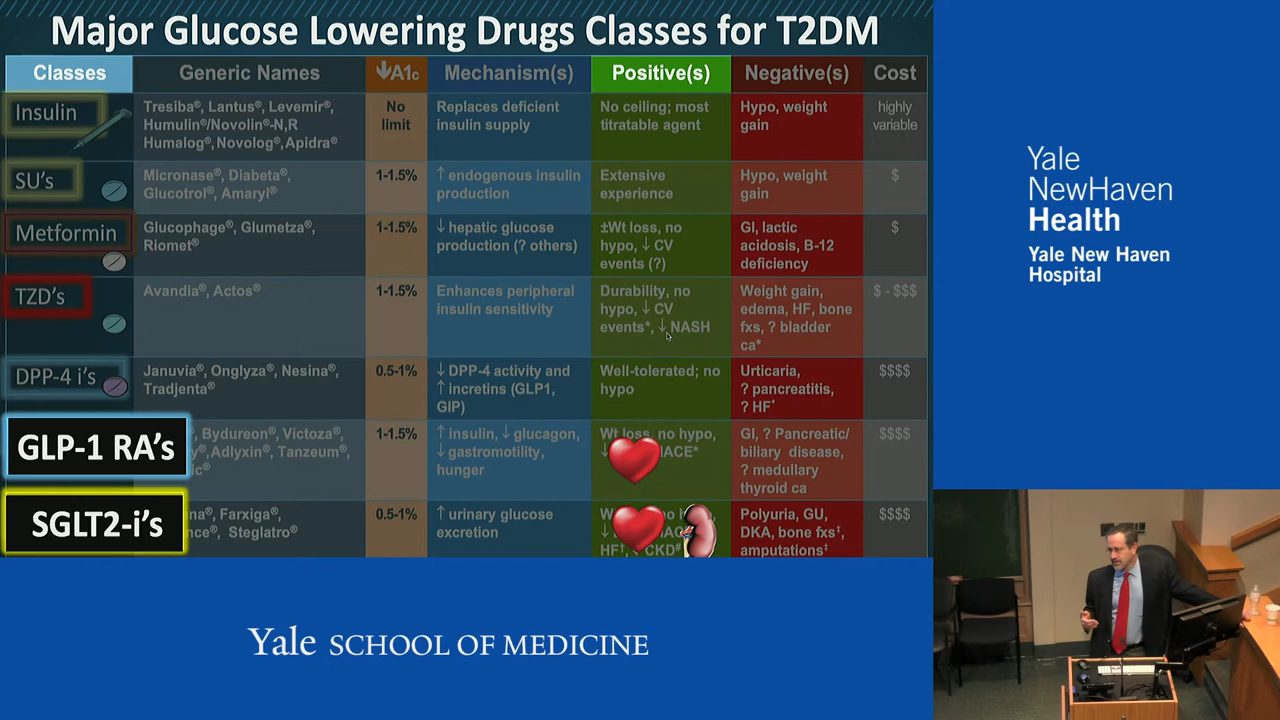 Major Glucose Lowering Drugs Classes for T2DM
Classes
Generic Names
↓A1c
Mechanism(s)
Positive(s)
Negative(s)
Cost
Insulin
Tresiba®, Lantus®, Levemir®,
Humulin®/Novolin®-N,R
Humalog®, Novolog®, Apidra®
No
limit
Replaces deficient
insulin supply
No ceiling; most
titratable agent
Hypo, weight
gain
highly
variable
SU's
Micronase®, Diabeta®,
Glucotrol®, Amaryl®
1-1.5%
↑ endogenous insulin
production
Extensive
experience
Hypo, weight
gain
$
Metformin
Glucophage®, Glumetza®,
Riomet®
1-1.5%
↓ hepatic glucose
production (? others)
±Wt loss, no
hypo, ↓ CV
events (?)
GI, lactic
acidosis, B-12
deficiency
$
TZD's
Avandia®, Actos®
1-1.5%
Enhances peripheral
insulin sensitivity
Durability, no
hypo, ↓ CV
events*, ↓ NASH
Weight gain,
edema, HF, bone
fxs, ? bladder
ca*
$ - $$$
DPP-4 i's
Januvia®, Onglyza®, Nesina®,
Tradjenta®
0.5-1%
↓ DPP-4 activity and
↑ incretins (GLP1,
GIP)
Well-tolerated; no
hypo
Urticaria,
? pancreatitis,
? HF*
$$$$
GLP-1 RA's
Bydureon®, Victoza®,
Adlyxin®, Tanzeum®,
1-1.5%
↑ insulin, ↓ glucagon,
↓ gastromotility,
hunger
Wt loss, no hypo,
GI, ? Pancreatic/
biliary disease,
? medullary
thyroid ca
$$$$
SGLT2-i's
Farxiga®,
Steglatro®
0.5-1%
↑ urinary glucose
excretion
Polyuria, GU,
DKA, bone fxs‡,
amputations‡
$$$$
Yale
NewHaven
Health
Yale New Haven
Hospital
Yale SCHOOL OF MEDICINE